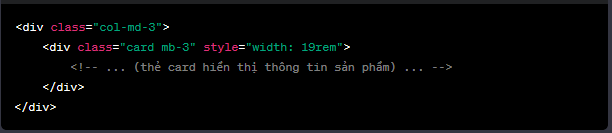 <div class="col-md-3">
    <div class="card mb-3" style="width: 19rem">
        <!-- ... (thẻ card hiển thị thông tin sản phẩm) ... -->
    </div>
</div>